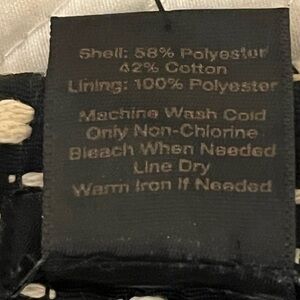 Shell: 58% Polyester
42% Cotton
Lining: 100% Polyester
Machine Wash Cold
Only Non-Chlorine
Bleach When Needed
Line Dry
Warm Iron If Needed